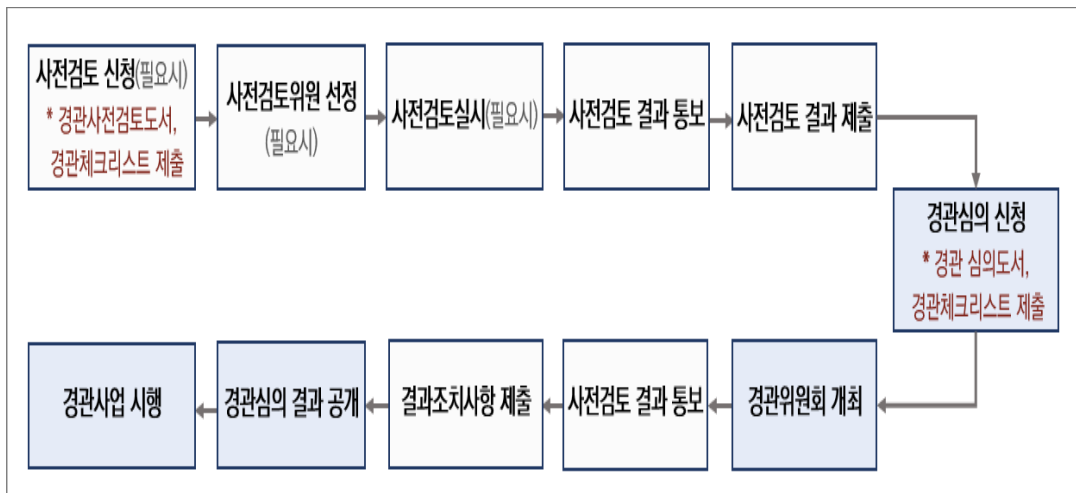 사전검토 신청(필요시)
* 경관사전검토도서,
경관체크리스트 제출
사전검토위원 선정
(필요시)
사전검토실시(필요시)
사전검토 결과 통보
사전검토 결과 제출
경관심의 신청
* 경관 심의도서,
경관체크리스트 제출
경관위원회 개최
사전검토 결과 통보
결과조치사항 제출
경관심의 결과 공개
경관사업 시행